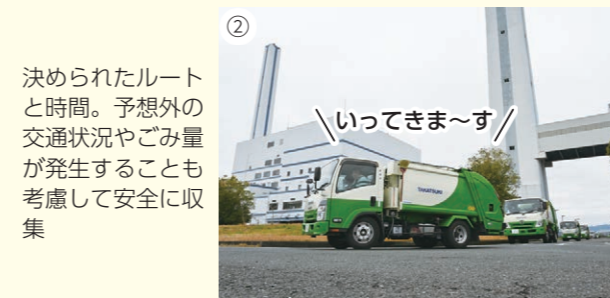 決められたルート
と時間。予想外の
交通状況やごみ量
が発生することも
考慮して安全に収
集
②
いってきま〜す